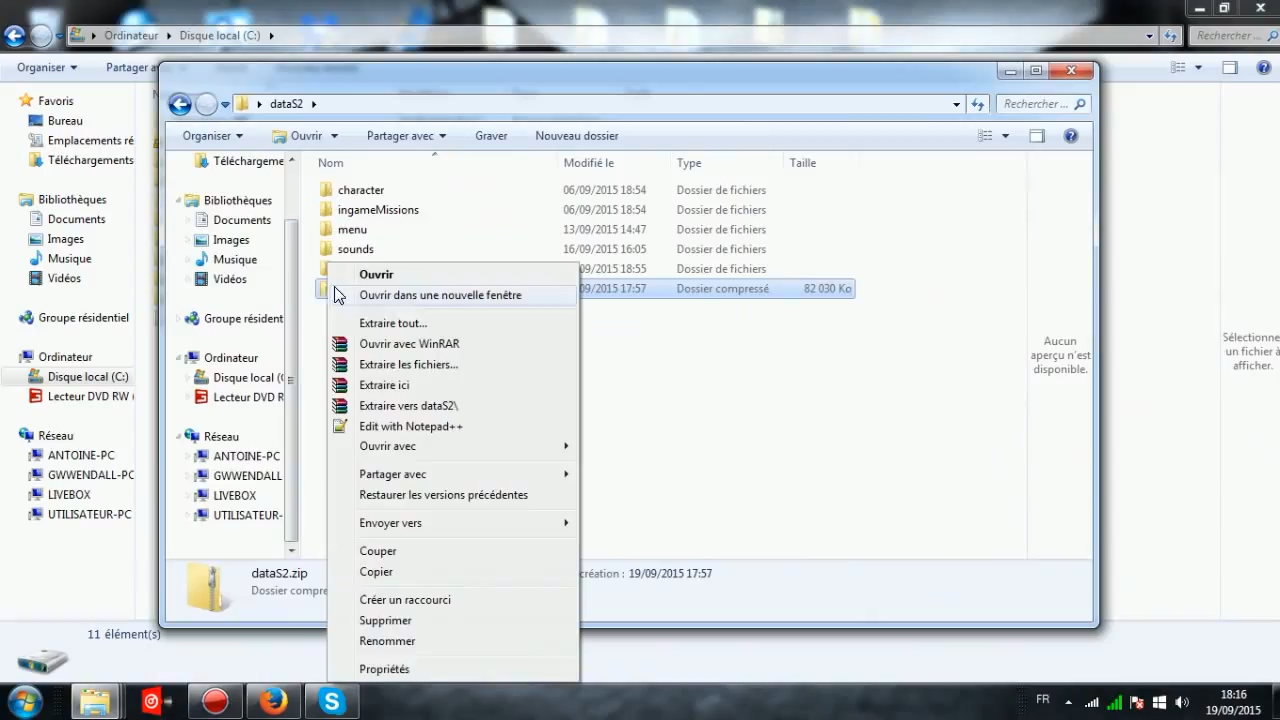 Ordinateur
Disque local (C:)
Rechercher...
Organiser
Partager a
Favoris
Bureau
Emplacements ré
Téléchargements
Bibliothèques
Documents
Images
Musique
Vidéos
Groupe résidentiel
Ordinateur
Disque local (C:)
Lecteur DVD RW (
Réseau
ANTOINE-PC
GWWENDALL-PC
LIVEBOX
UTILISATEUR-PC
11 élément(s)
dataS2
Rechercher...
Organiser
Ouvrir
Partager avec
Graver
Nouveau dossier
Téléchargeme
Bibliothèques
Documents
Images
Musique
Vidéos
Groupe résident
Ordinateur
Disque local (
Lecteur DVD R
Réseau
ANTOINE-PC
GWWENDALL
LIVEBOX
UTILISATEUR-
Nom Modifié le Type Taille
character 06/09/2015 18:54 Dossier de fichiers
ingameMissions 06/09/2015 18:54 Dossier de fichiers
menu 13/09/2015 14:47 Dossier de fichiers
sounds 16/09/2015 16:05 Dossier de fichiers
09/2015 18:55 Dossier de fichiers
09/2015 17:57 Dossier compressé 82 030 Ko
Ouvrir
Ouvrir dans une nouvelle fenêtre
Extraire tout...
Ouvrir avec WinRAR
Extraire les fichiers...
Extraire ici
Extraire vers dataS2\
Edit with Notepad++
Ouvrir avec
Partager avec
Restaurer les versions précédentes
Envoyer vers
Couper
Copier
Créer un raccourci
Supprimer
Renommer
Propriétés
Aucun
aperçu n'est
disponible.
Sélectionne
un fichier à
afficher.
dataS2.zip
Dossier compre
création : 19/09/2015 17:57
FR
18:16
19/09/2015